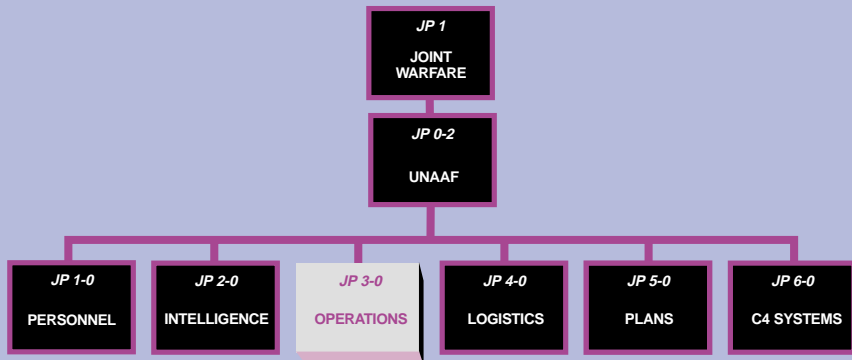 JP 1
JOINT
WARFARE
JP 0-2
UNAAF
JP 1-0
PERSONNEL
JP 2-0
INTELLIGENCE
JP 3-0
OPERATIONS
JP 4-0
LOGISTICS
JP 5-0
PLANS
JP 6-0
C4 SYSTEMS